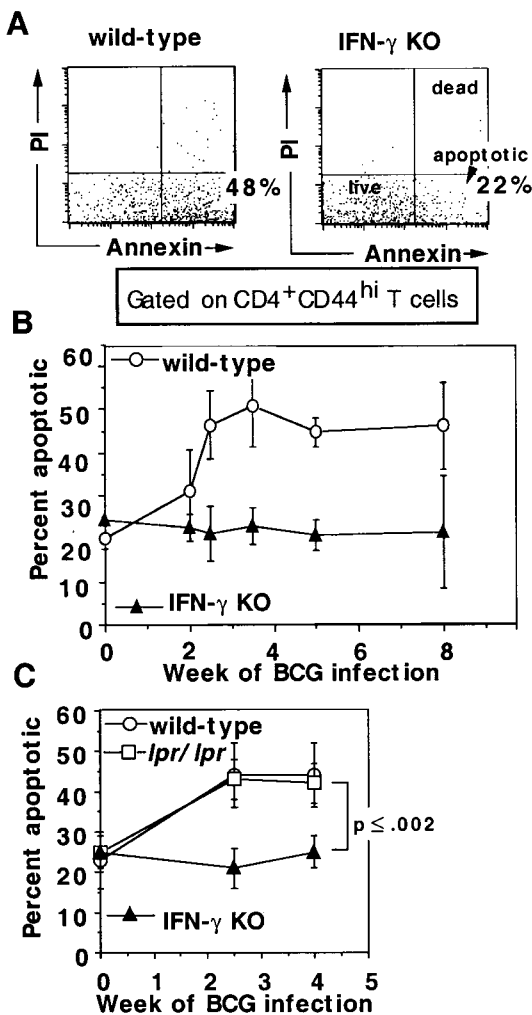 A
wild-type
IFN-γ KO
PI
48%
Annexin
PI
dead
apoptotic
live
22%
Annexin
Gated on CD4+CD44hi T cells
B
Percent apoptotic
60
50
40
30
20
10
0
wild-type
IFN-γ KO
0 2 4 6 8
Week of BCG infection
C
Percent apoptotic
60
50
40
30
20
10
0
wild-type
lpr/ lpr
p ≤ .002
IFN-γ KO
0 1 2 3 4 5
Week of BCG infection